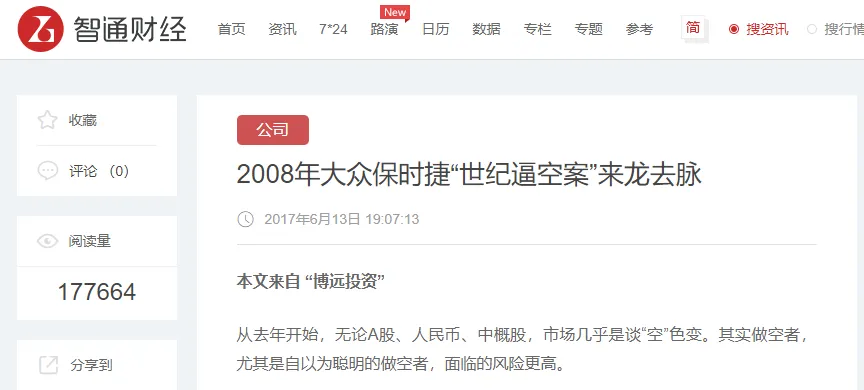 智通财经 首页 资讯 7*24 路演 New 日历 数据 专栏 专题 参考 简 搜资讯 搜行情
收藏
评论 （0）
阅读量
177664
分享到
公司
2008年大众保时捷“世纪逼空案”来龙去脉
2017年6月13日 19:07:13
本文来自 “博远投资”
从去年开始，无论A股、人民币、中概股，市场几乎是谈“空”色变。其实做空者，
尤其是自以为聪明的做空者，面临的风险更高。